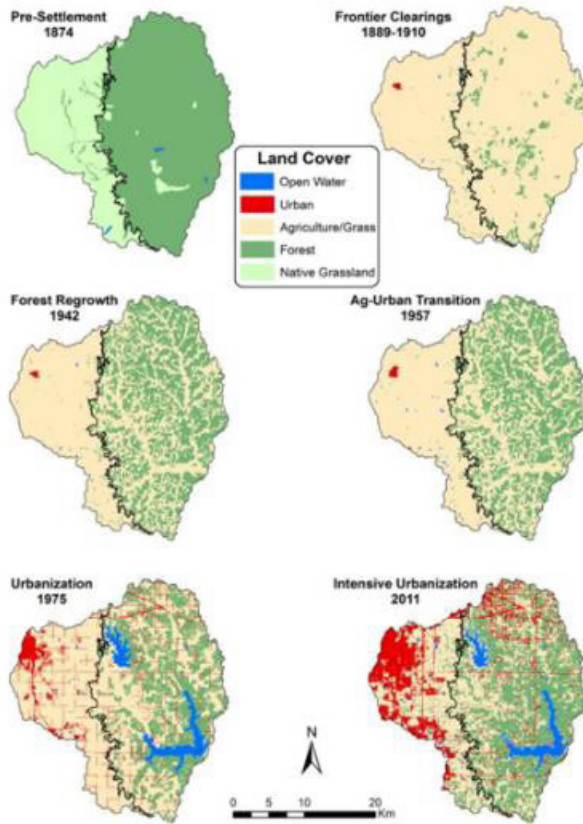 Pre-Settlement
1874
Frontier Clearings
1889-1910
Land Cover
Open Water
Urban
Agriculture/Grass
Forest
Native Grassland
Forest Regrowth
1942
Ag-Urban Transition
1957
Urbanization
1975
Intensive Urbanization
2011
N
0 5 10 20
Km